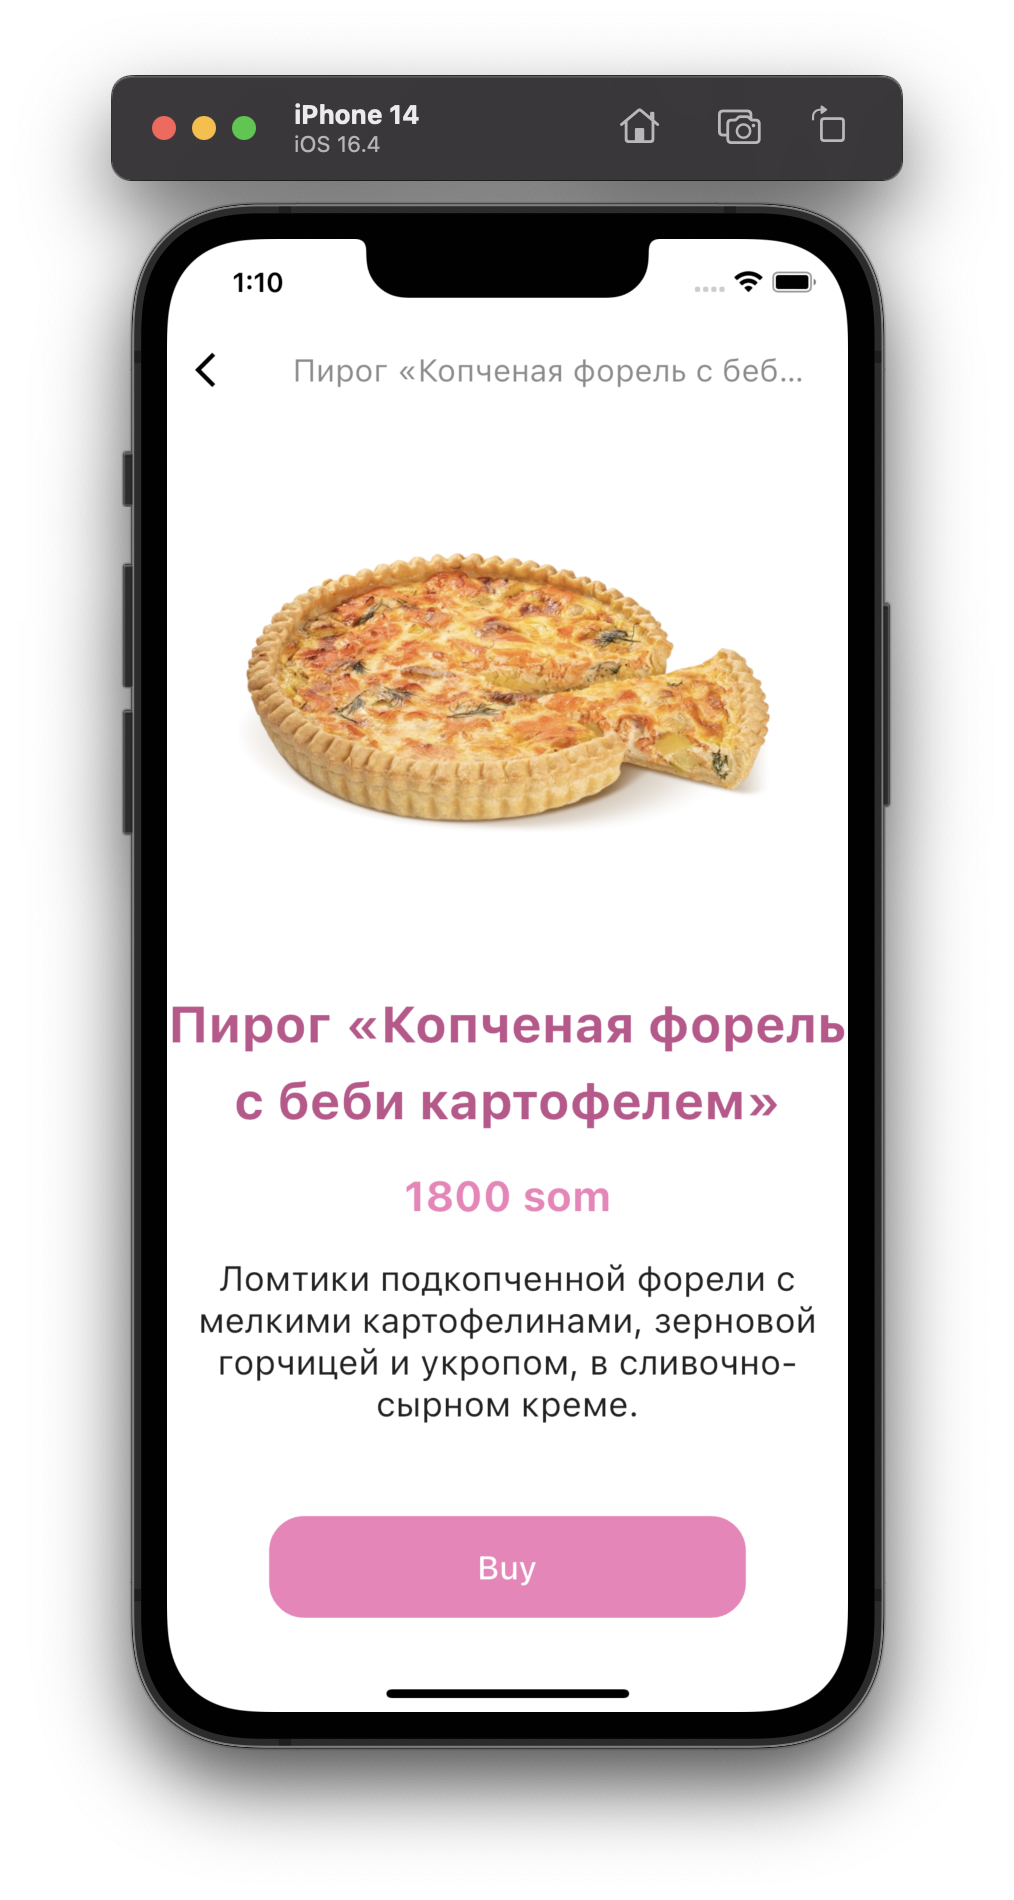 iPhone 14
iOS 16.4
1:10
Пирог «Копченая форель с беб...
Пирог «Копченая форель
с беби картофелем»
1800 som
Ломтики подкопченной форели с
мелкими картофелинами, зерновой
горчицей и укропом, в сливочно-
сырном креме.
Buy